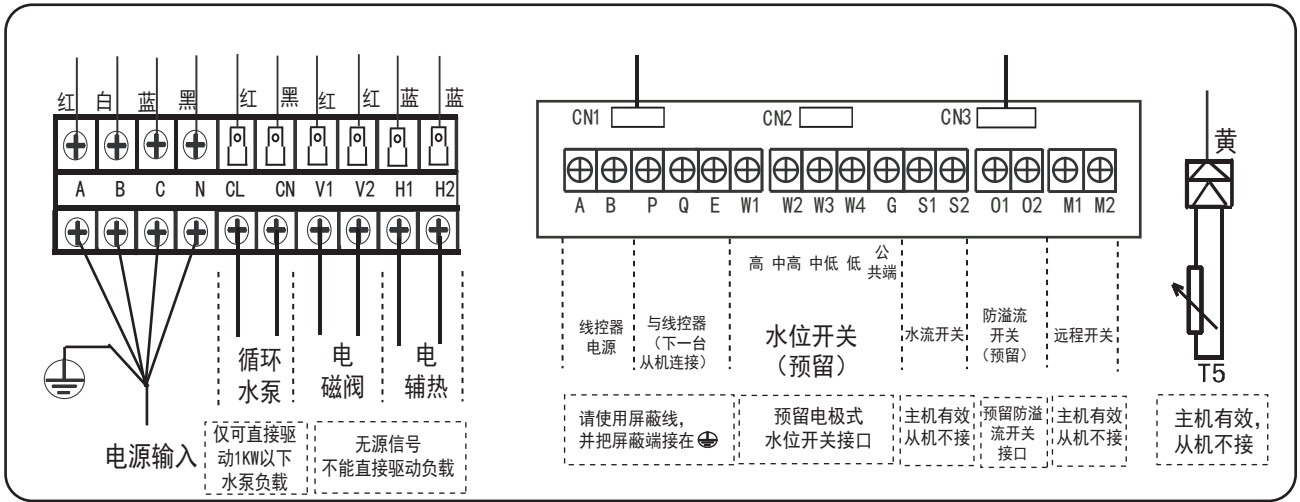 红 白 蓝 黑 红 黑 红 红 蓝 蓝
A B C N CL CN V1 V2 H1 H2
循环
水泵
电
磁阀
电
辅热
电源输入
仅可直接驱
动1KW以下
水泵负载
无源信号
不能直接驱动负载
CN1 CN2 CN3
A B P Q E W1 W2 W3 W4 G S1 S2 O1 O2 M1 M2
高 中高 中低 低 公
共端
线控器
电源
与线控器
（下一台
从机连接）
水位开关
（预留）
水流开关
防溢流
开关
（预留）
远程开关
请使用屏蔽线，
并把屏蔽端接在
预留电极式
水位开关接口
主机有效
从机不接
预留防溢
流开关
接口
主机有效
从机不接
黄
T5
主机有效，
从机不接